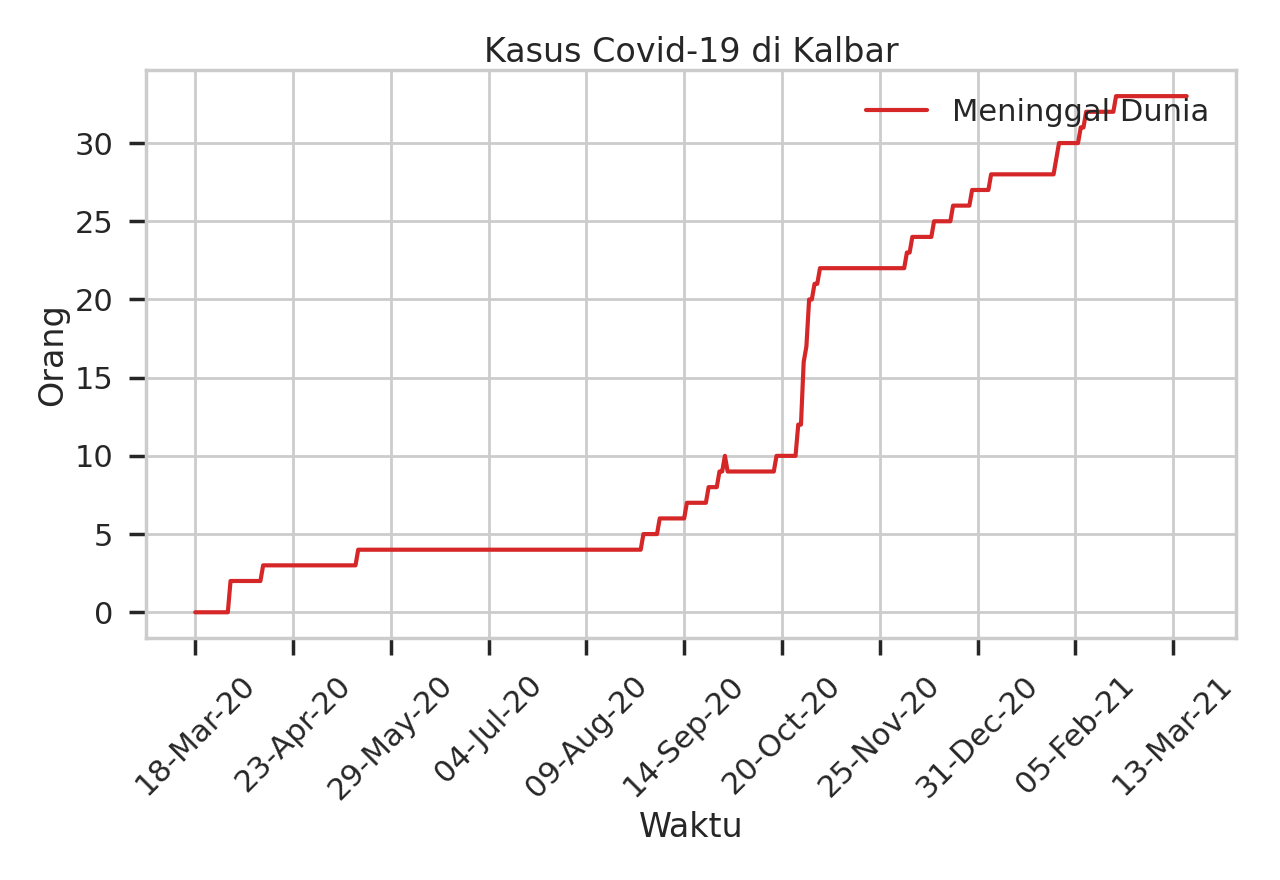 Kasus Covid-19 di Kalbar
Meninggal Dunia
Orang
30
25
20
15
10
5
0
18-Mar-20
23-Apr-20
29-May-20
04-Jul-20
09-Aug-20
14-Sep-20
20-Oct-20
25-Nov-20
31-Dec-20
05-Feb-21
13-Mar-21
Waktu